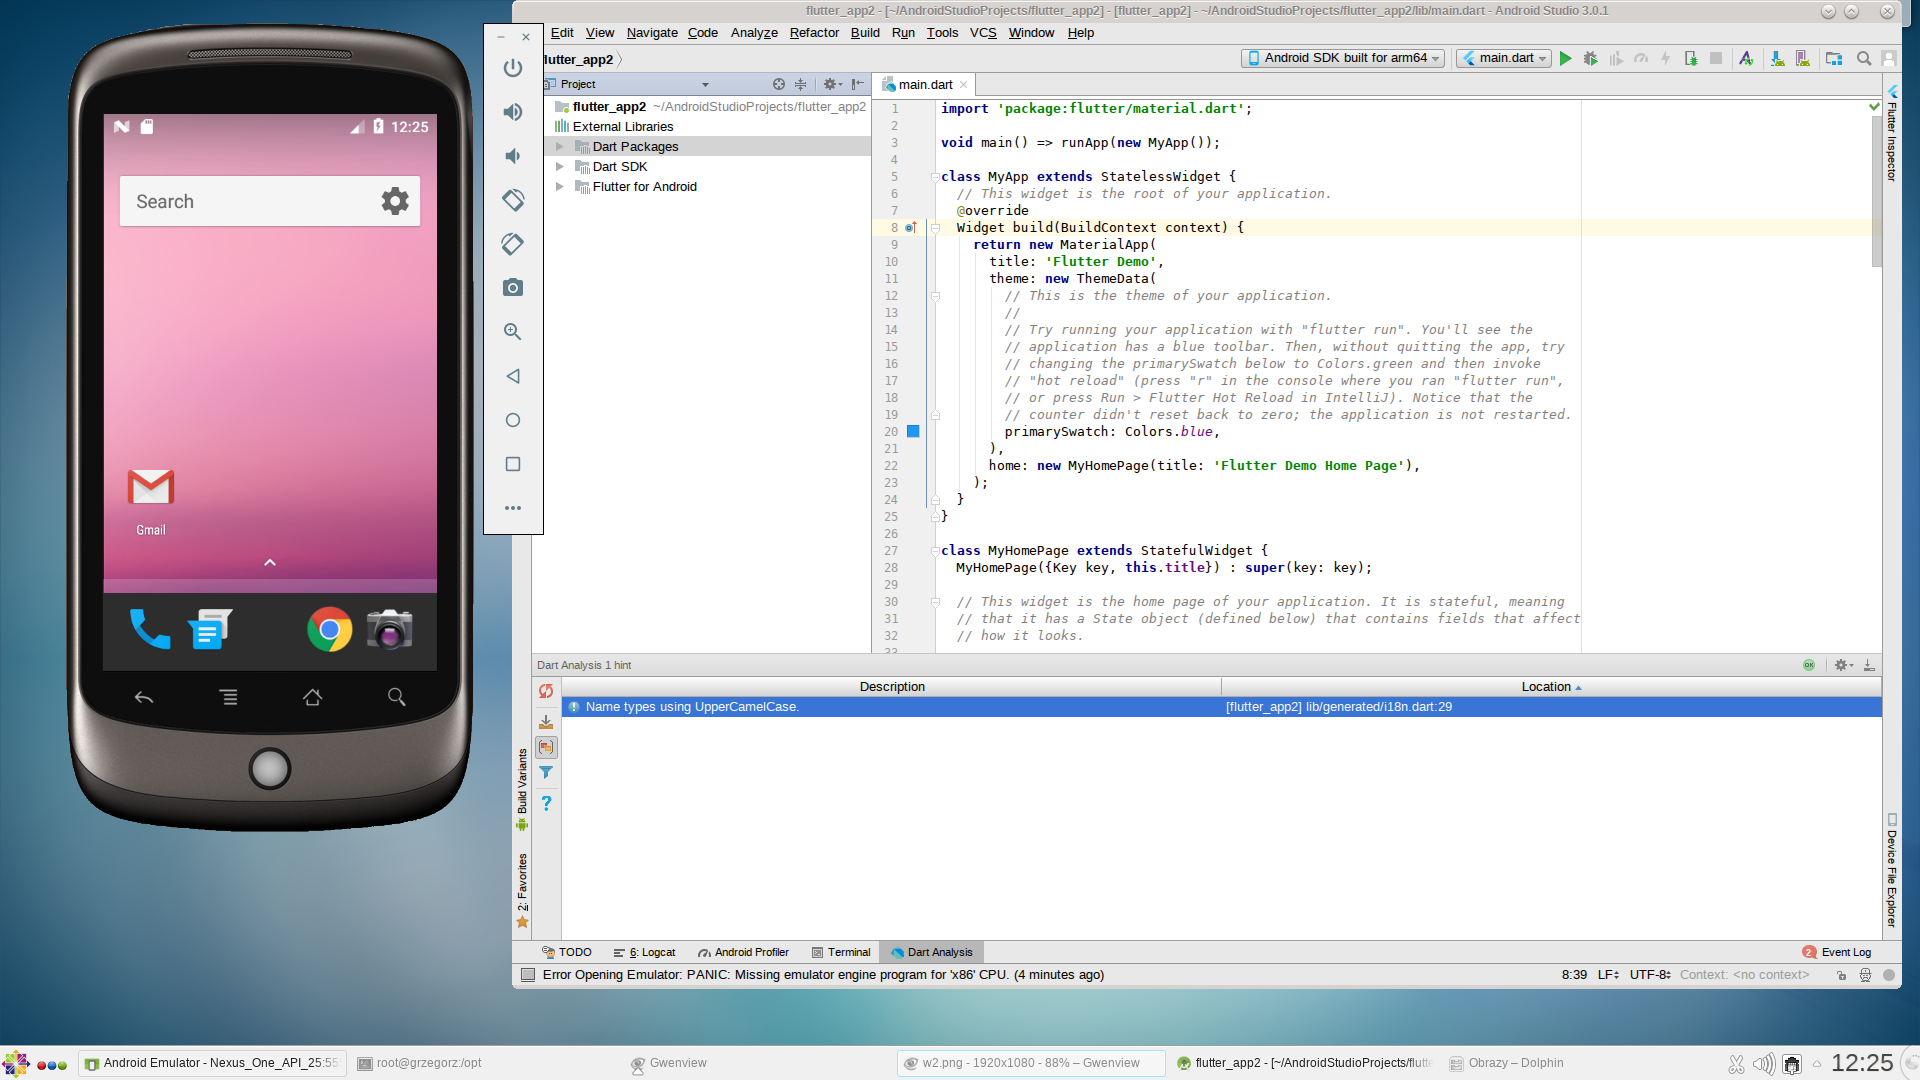 flutter_app2 - [~/AndroidStudioProjects/flutter_app2] - [flutter_app2] - ~/AndroidStudioProjects/flutter_app2/lib/main.dart - Android Studio 3.0.1
Edit View Navigate Code Analyze Refactor Build Run Tools VCS Window Help
lutter_app2
Android SDK built for arm64
main.dart
Project
main.dart
flutter_app2 ~/AndroidStudioProjects/flutter_app2
External Libraries
Dart Packages
Dart SDK
Flutter for Android
12:25
Search
Gmail
1 import 'package:flutter/material.dart';
2
3 void main() => runApp(new MyApp());
4
5 class MyApp extends StatelessWidget {
6 // This widget is the root of your application.
7 @override
8 Widget build(BuildContext context) {
9 return new MaterialApp(
10 title: 'Flutter Demo',
11 theme: new ThemeData(
12 // This is the theme of your application.
13 //
14 // Try running your application with "flutter run". You'll see the
15 // application has a blue toolbar. Then, without quitting the app, try
16 // changing the primarySwatch below to Colors.green and then invoke
17 // "hot reload" (press "r" in the console where you ran "flutter run",
18 // or press Run > Flutter Hot Reload in IntelliJ). Notice that the
19 // counter didn't reset back to zero; the application is not restarted.
20 primarySwatch: Colors.blue,
21 ),
22 home: new MyHomePage(title: 'Flutter Demo Home Page'),
23 );
24 }
25 }
26
27 class MyHomePage extends StatefulWidget {
28 MyHomePage({Key key, this.title}) : super(key: key);
29
30 // This widget is the home page of your application. It is stateful, meaning
31 // that it has a State object (defined below) that contains fields that affect
32 // how it looks.
33
Flutter Inspector
Device File Explorer
Build Variants
2: Favorites
Dart Analysis 1 hint
OK
Description Location
Name types using UpperCamelCase. [flutter_app2] lib/generated/i18n.dart:29
TODO 6: Logcat Android Profiler Terminal Dart Analysis 2 Event Log
Error Opening Emulator: PANIC: Missing emulator engine program for 'x86' CPU. (4 minutes ago) 8:39 LF UTF-8 Context: <no context>
Android Emulator - Nexus_One_API_25:55 root@grzegorz:/opt Gwenview w2.png - 1920x1080 - 88% – Gwenview flutter_app2 - [~/AndroidStudioProjects/flutt Obrazy – Dolphin 12:25